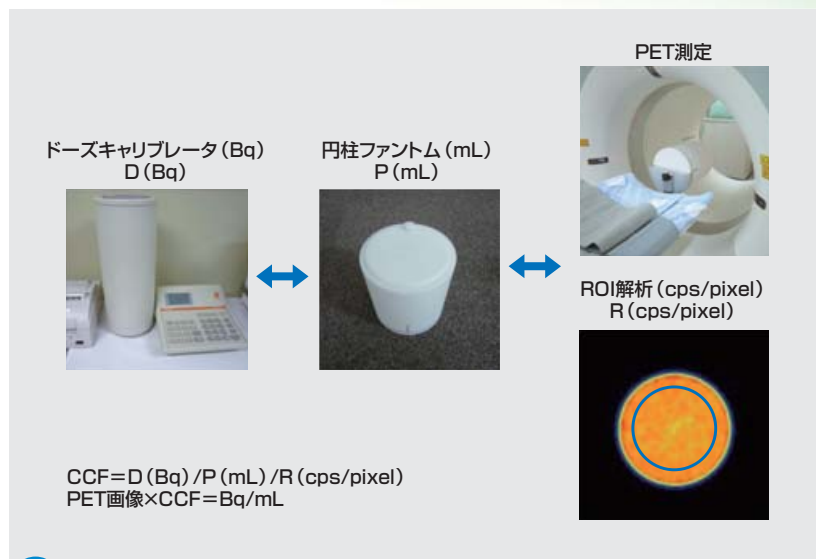 PET測定
ドーズキャリブレータ(Bq)
D(Bq)
円柱ファントム(mL)
P(mL)
ROI解析(cps/pixel)
R(cps/pixel)
CCF=D(Bq)/P(mL)/R(cps/pixel)
PET画像×CCF=Bq/mL